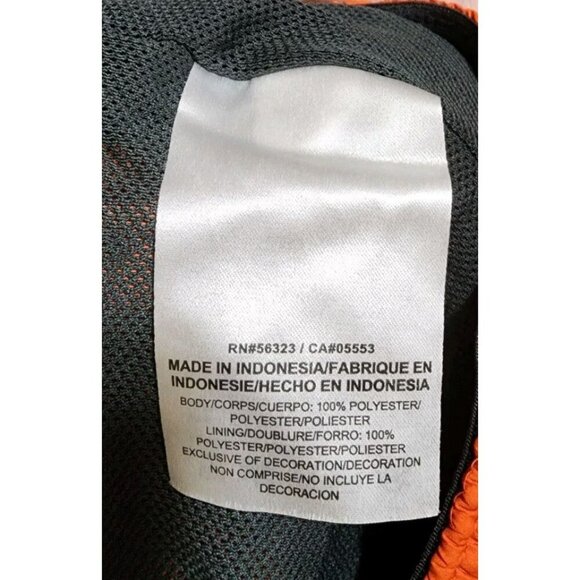 RN#56323 / CA#05553
MADE IN INDONESIA/FABRIQUE EN
INDONESIE/HECHO EN INDONESIA
BODY/CORPS/CUERPO: 100% POLYESTER/
POLYESTER/POLIESTER
LINING/DOUBLURE/FORRO: 100%
POLYESTER/POLYESTER/POLIESTER
EXCLUSIVE OF DECORATION/DECORATION
NON COMPRISE/NO INCLUYE LA
DECORACION